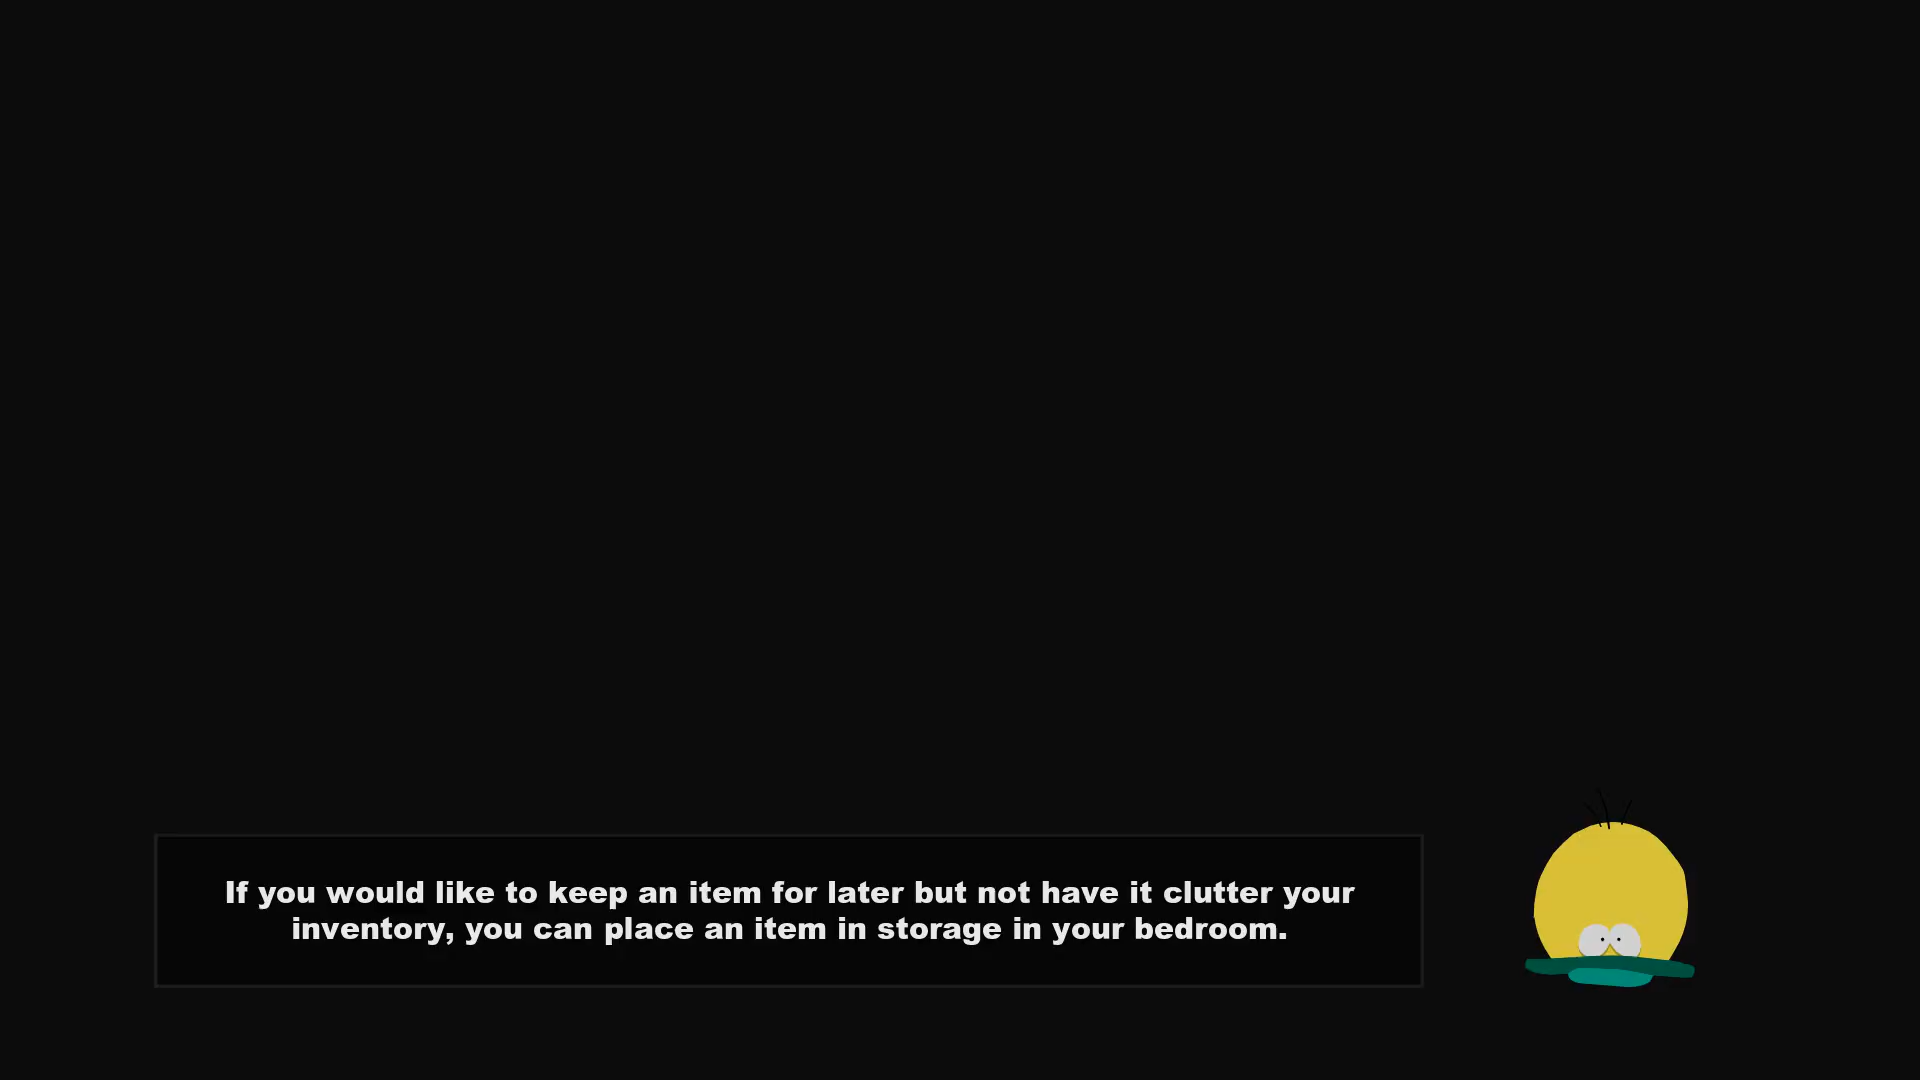 If you would like to keep an item for later but not have it clutter your
inventory, you can place an item in storage in your bedroom.